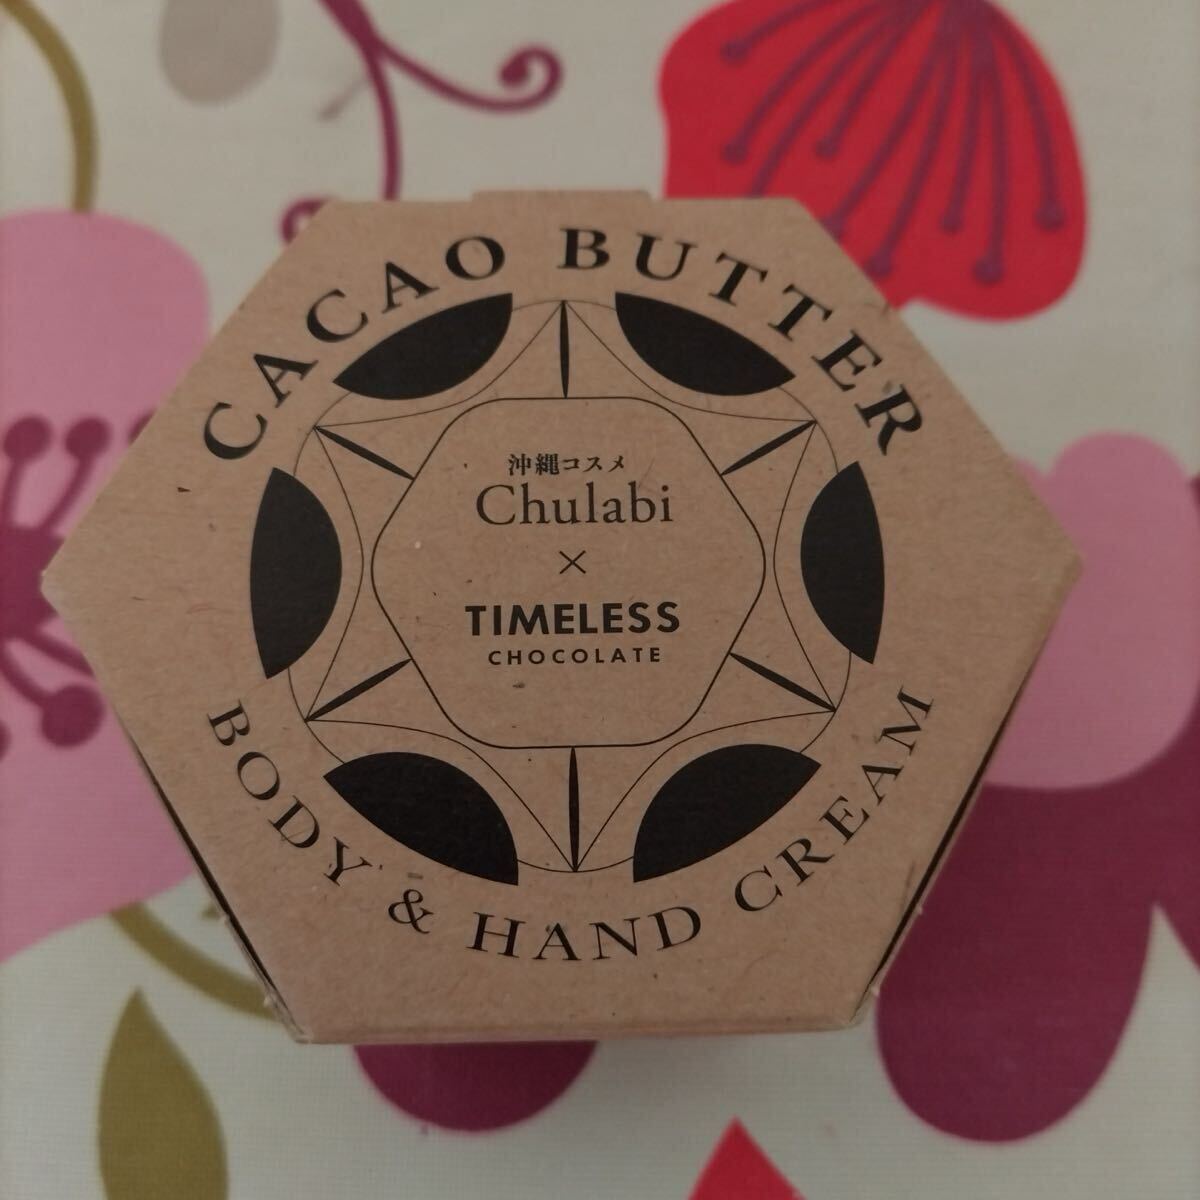 CACAO BUTTER
沖縄コスメ
Chulabi
×
TIMELESS
CHOCOLATE
BODY & HAND CREAM